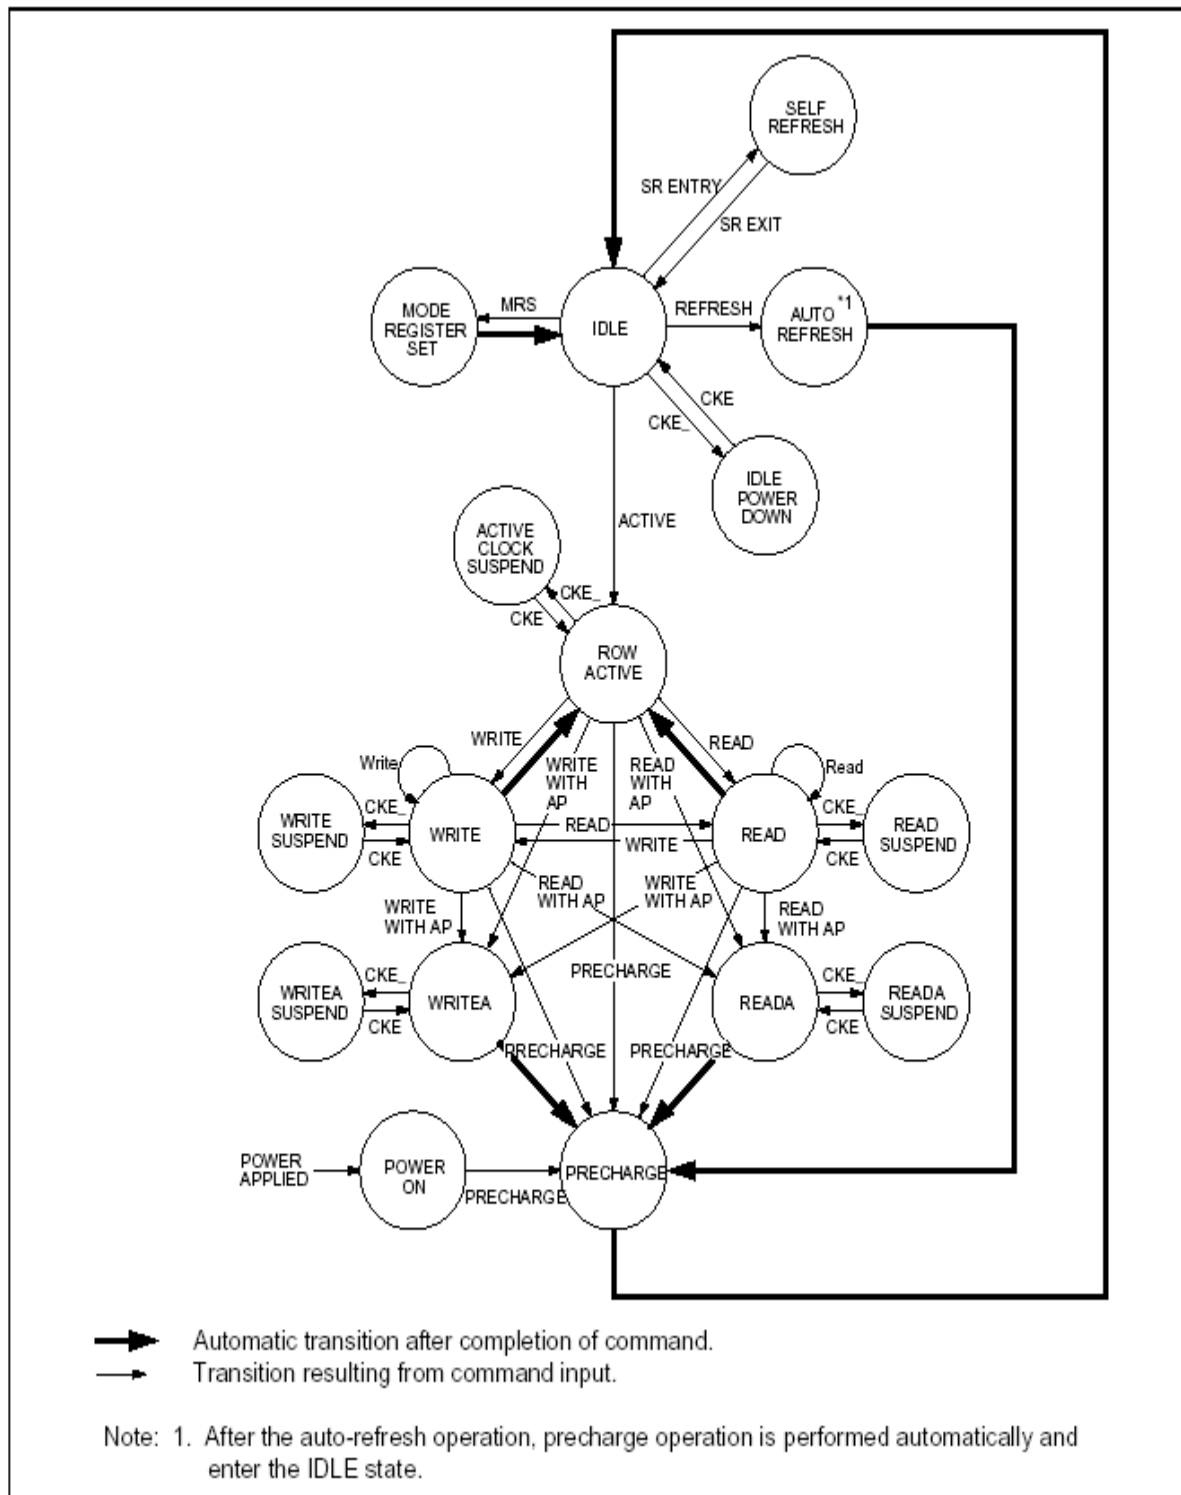 SELF
REFRESH
SR ENTRY
SR EXIT
MODE
REGISTER
SET
MRS
IDLE
REFRESH
AUTO *1
REFRESH
CKE
CKE_
IDLE
POWER
DOWN
ACTIVE
ACTIVE
CLOCK
SUSPEND
CKE_
CKE
ROW
ACTIVE
WRITE
WRITE
WITH
AP
READ
WITH
AP
READ
Write
Read
WRITE
SUSPEND
CKE_
CKE
WRITE
READ
WRITE
READ
CKE_
CKE
READ
SUSPEND
WRITE
WITH AP
READ
WITH AP
WRITE
WITH AP
READ
WITH AP
WRITEA
SUSPEND
CKE_
CKE
WRITEA
PRECHARGE
READA
CKE_
CKE
READA
SUSPEND
PRECHARGE
PRECHARGE
POWER
APPLIED
POWER
ON
PRECHARGE
PRECHARGE
Automatic transition after completion of command.
Transition resulting from command input.
Note: 1. After the auto-refresh operation, precharge operation is performed automatically and
enter the IDLE state.